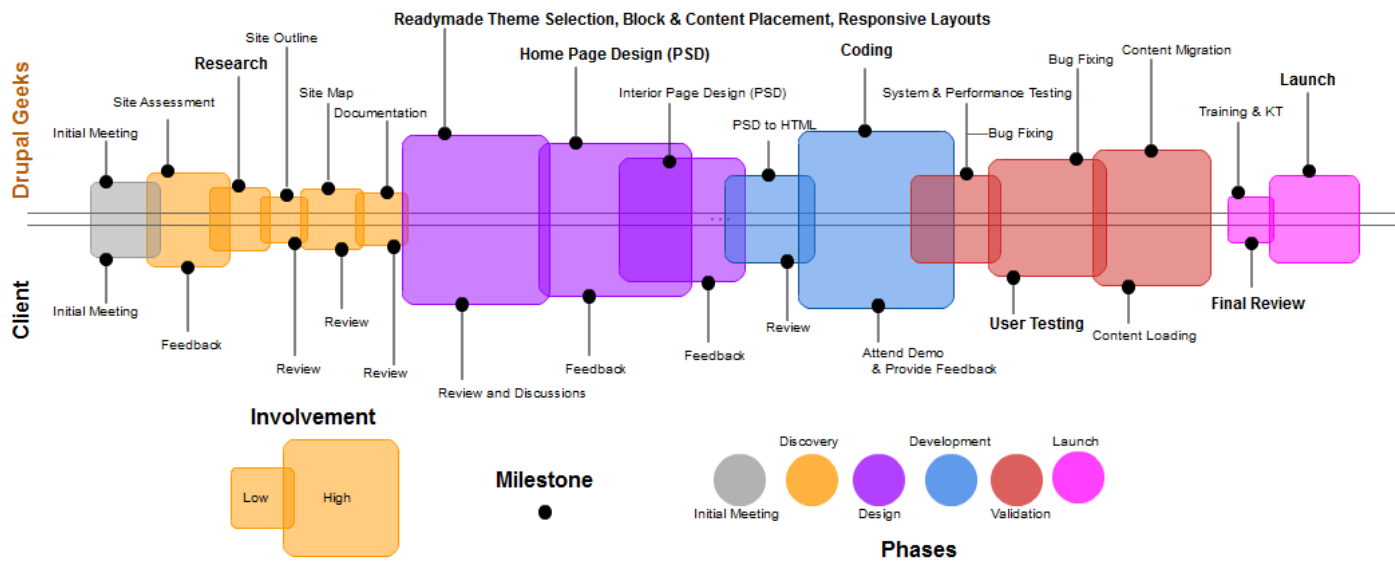 Readymade Theme Selection, Block & Content Placement, Responsive Layouts
Site Outline
Research
Home Page Design (PSD)
Coding
Bug Fixing
Content Migration
Site Assessment
Site Map
Interior Page Design (PSD)
System & Performance Testing
Launch
Documentation
Training & KT
Initial Meeting
PSD to HTML
Bug Fixing
Drupal Geeks
...
Client
Initial Meeting
Feedback
Review
Review
Review
Review and Discussions
Feedback
Feedback
Review
Attend Demo
& Provide Feedback
User Testing
Content Loading
Final Review
Involvement
Low
High
Milestone
Discovery
Development
Launch
Initial Meeting
Design
Validation
Phases